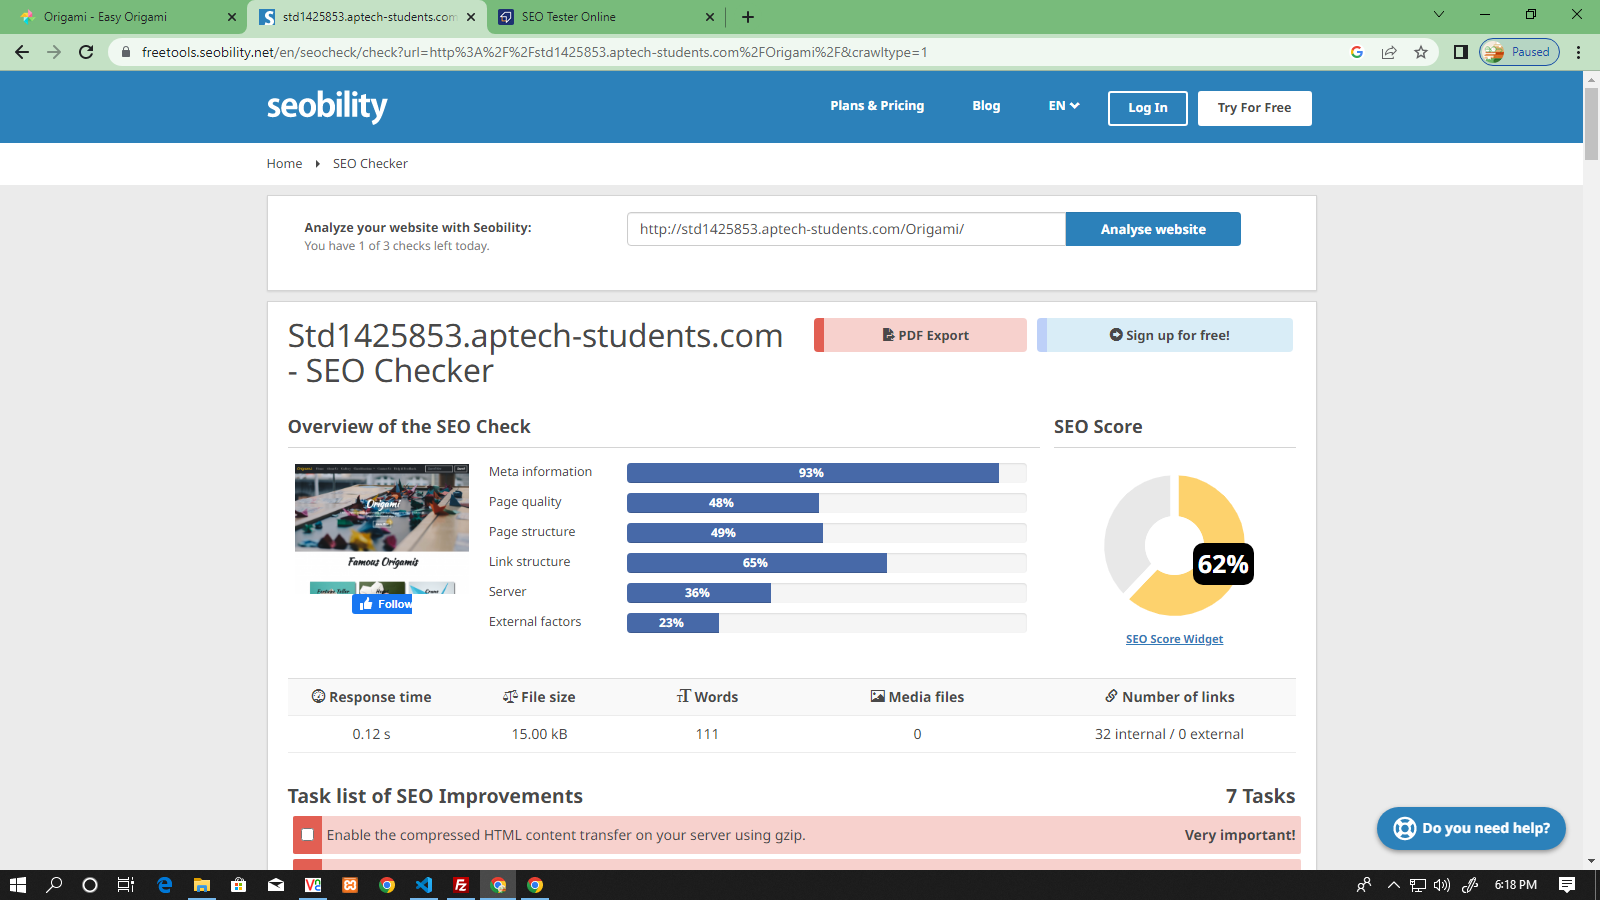 Origami - Easy Origami
std1425853.aptech-students.com
SEO Tester Online
freetools.seobility.net/en/seocheck/check?url=http%3A%2F%2Fstd1425853.aptech-students.com%2FOrigami%2F&crawltype=1
Paused
seobility
Plans & Pricing
Blog
EN
Log In
Try For Free
Home
SEO Checker
Analyze your website with Seobility:
You have 1 of 3 checks left today.
http://std1425853.aptech-students.com/Origami/
Analyse website
Std1425853.aptech-students.com
- SEO Checker
PDF Export
Sign up for free!
Overview of the SEO Check
SEO Score
Origami
Famous Origamis
Follow
Meta information 93%
Page quality 48%
Page structure 49%
Link structure 65%
Server 36%
External factors 23%
62%
SEO Score Widget
Response time File size Words Media files Number of links
0.12 s 15.00 kB 111 0 32 internal / 0 external
Task list of SEO Improvements
7 Tasks
Enable the compressed HTML content transfer on your server using gzip.
Very important!
Do you need help?
6:18 PM